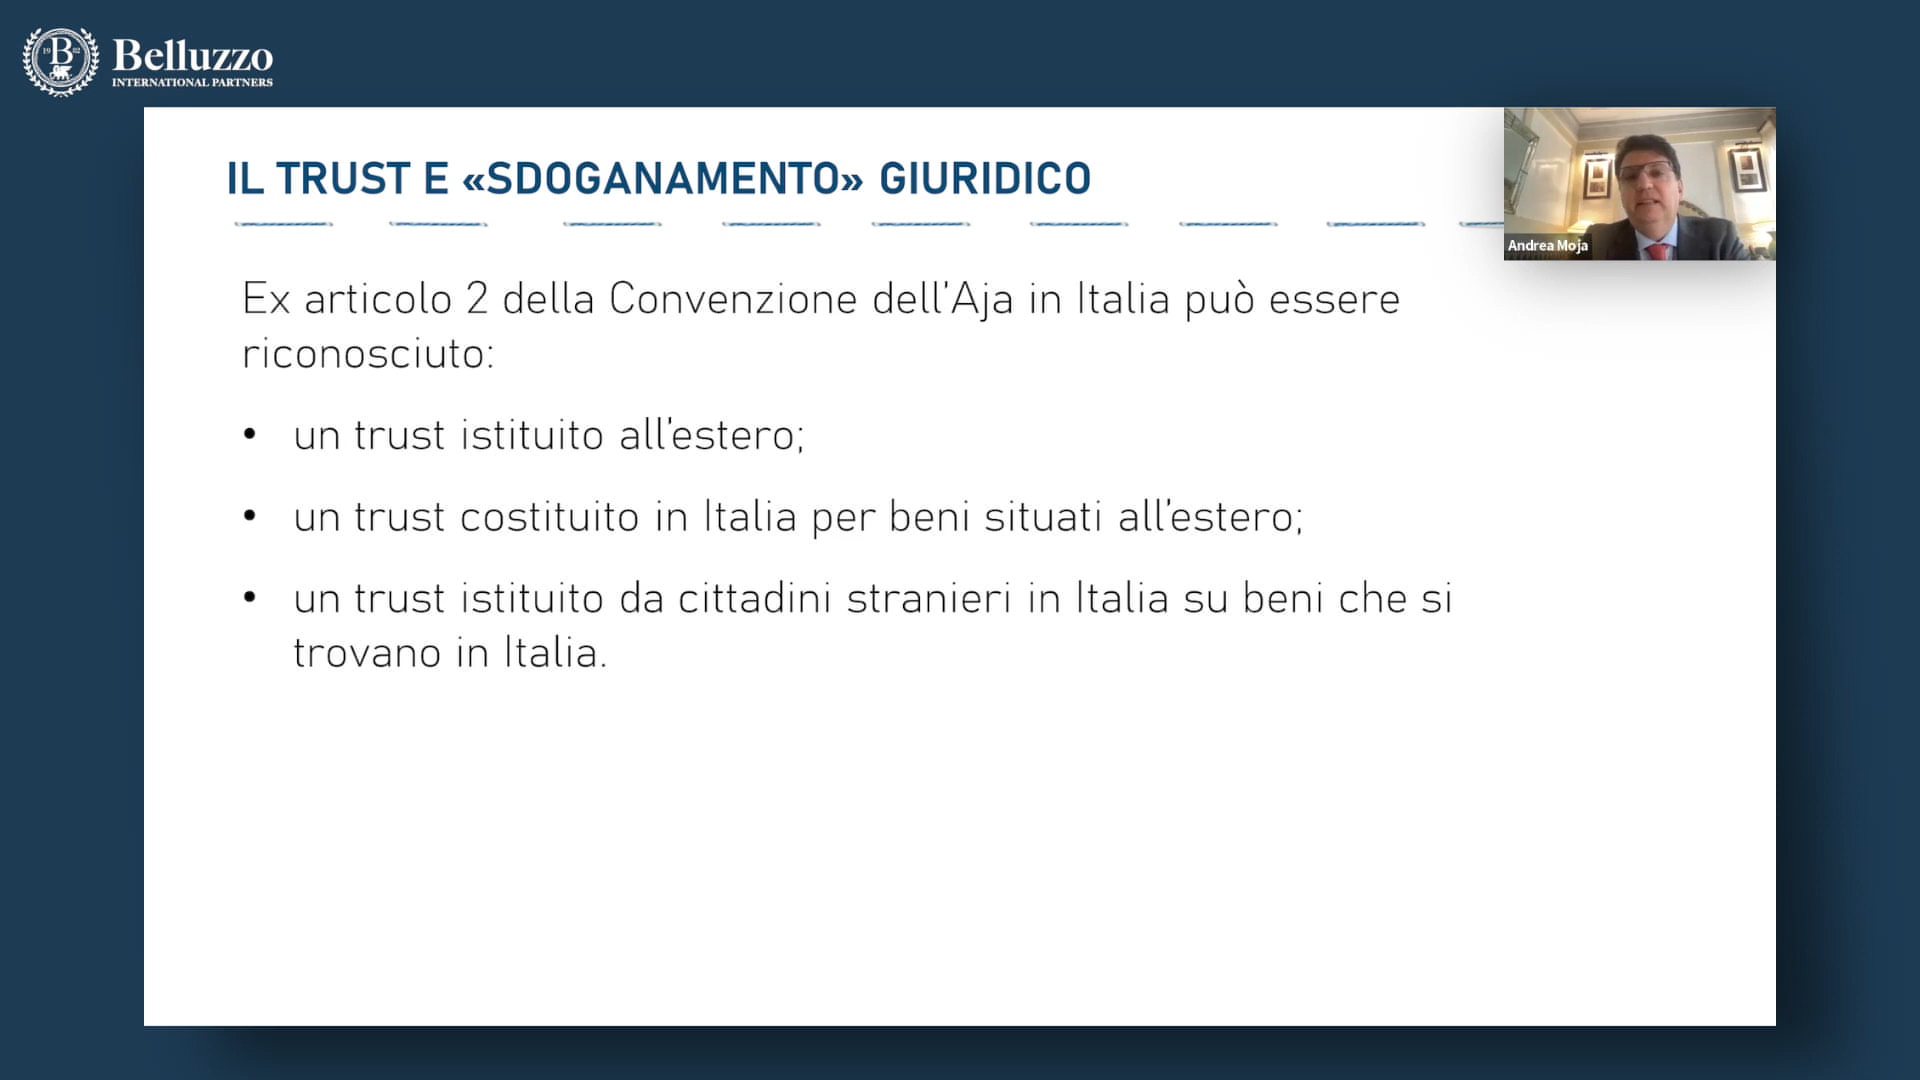 19 B 82
Belluzzo
INTERNATIONAL PARTNERS
IL TRUST E «SDOGANAMENTO» GIURIDICO
Andrea Moja
Ex articolo 2 della Convenzione dell'Aja in Italia può essere
riconosciuto:
• un trust istituito all'estero;
• un trust costituito in Italia per beni situati all'estero;
• un trust istituito da cittadini stranieri in Italia su beni che si
trovano in Italia.